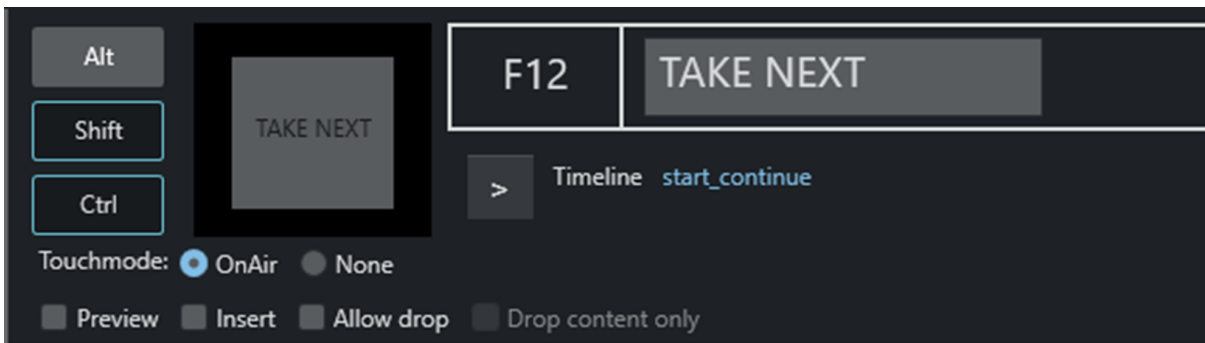 Alt
Shift
Ctrl
TAKE NEXT
F12
TAKE NEXT
> Timeline start_continue
Touchmode: OnAir None
Preview Insert Allow drop Drop content only